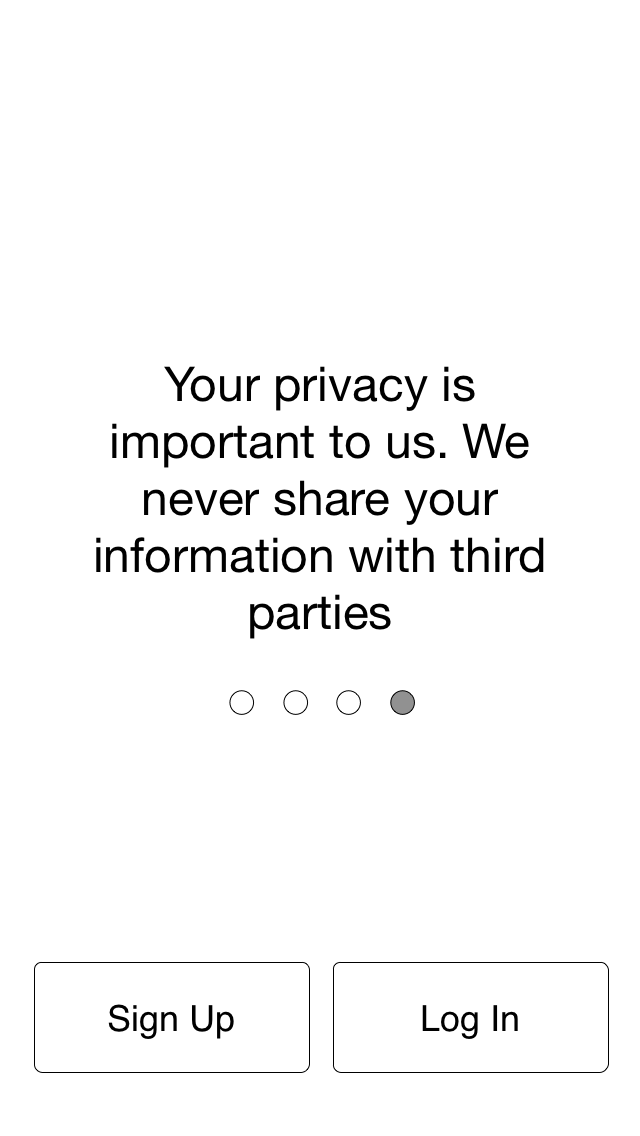 Your privacy is
important to us. We
never share your
information with third
parties
Sign Up
Log In